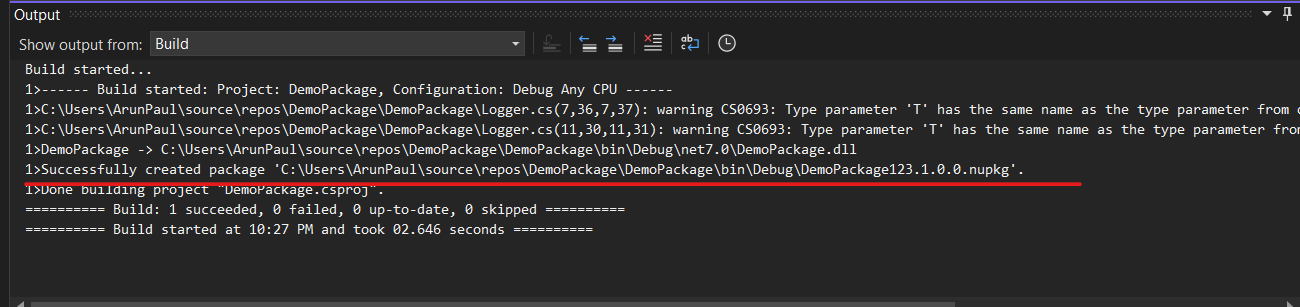 Output
Show output from: Build
Build started...
1>------ Build started: Project: DemoPackage, Configuration: Debug Any CPU ------
1>C:\Users\ArunPaul\source\repos\DemoPackage\DemoPackage\Logger.cs(7,36,7,37): warning CS0693: Type parameter 'T' has the same name as the type parameter from
1>C:\Users\ArunPaul\source\repos\DemoPackage\DemoPackage\Logger.cs(11,30,11,31): warning CS0693: Type parameter 'T' has the same name as the type parameter from
1>DemoPackage -> C:\Users\ArunPaul\source\repos\DemoPackage\DemoPackage\bin\Debug\net7.0\DemoPackage.dll
1>Successfully created package 'C:\Users\ArunPaul\source\repos\DemoPackage\DemoPackage\bin\Debug\DemoPackage123.1.0.0.nupkg'.
1>Done building project "DemoPackage.csproj".
========== Build: 1 succeeded, 0 failed, 0 up-to-date, 0 skipped ==========
========== Build started at 10:27 PM and took 02.646 seconds ==========